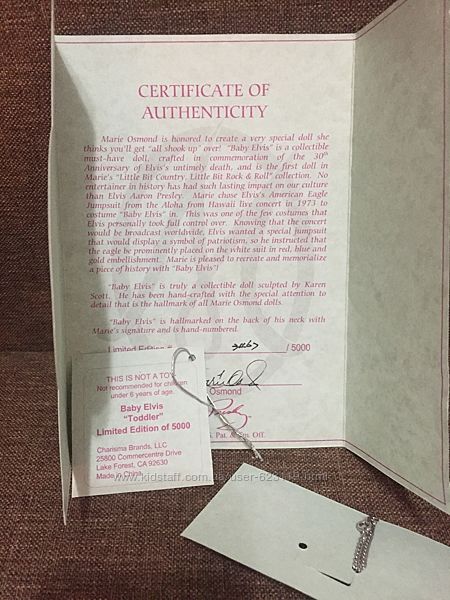 CERTIFICATE OF
AUTHENTICITY
Marie Osmond is honored to create a very special doll she
thinks you'll get "all shook up" over! "Baby Elvis" is a collectible
must-have doll, crafted in commemoration of the 30th
Anniversary of Elvis's untimely death, and is the first doll in
Marie's "Little Bit Country, Little Bit Rock & Roll" collection. No
entertainer in history has had such lasting impact on our culture
than Elvis Aaron Presley. Marie chose Elvis's American Eagle
Jumpsuit from the Aloha from Hawaii live concert in 1973 to
costume "Baby Elvis" in. This was one of the few costumes that
Elvis personally took full control over. Knowing that the concert
would be broadcast worldwide, Elvis wanted a special jumpsuit
that would display a symbol of patriotism, so he instructed that
the eagle be prominently placed on the white suit in red, blue and
gold embellishment. Marie is pleased to recreate and memorialize
a piece of history with "Baby Elvis"!
"Baby Elvis" is truly a collectible doll sculpted by Karen
Scott. He has been hand-crafted with the special attention to
detail that is the hallmark of all Marie Osmond dolls.
"Baby Elvis" is hallmarked on the back of his neck with
Marie's signature and is hand-numbered.
Limited Edition # /5000
Osmond
Pat. & Off.
THIS IS NOT A TOY
Not recommended for children
under 6 years of age.
Baby Elvis
"Toddler"
Limited Edition of 5000
Charisma Brands, LLC
25800 Commercentre Drive
Lake Forest, CA 92630
Made in China